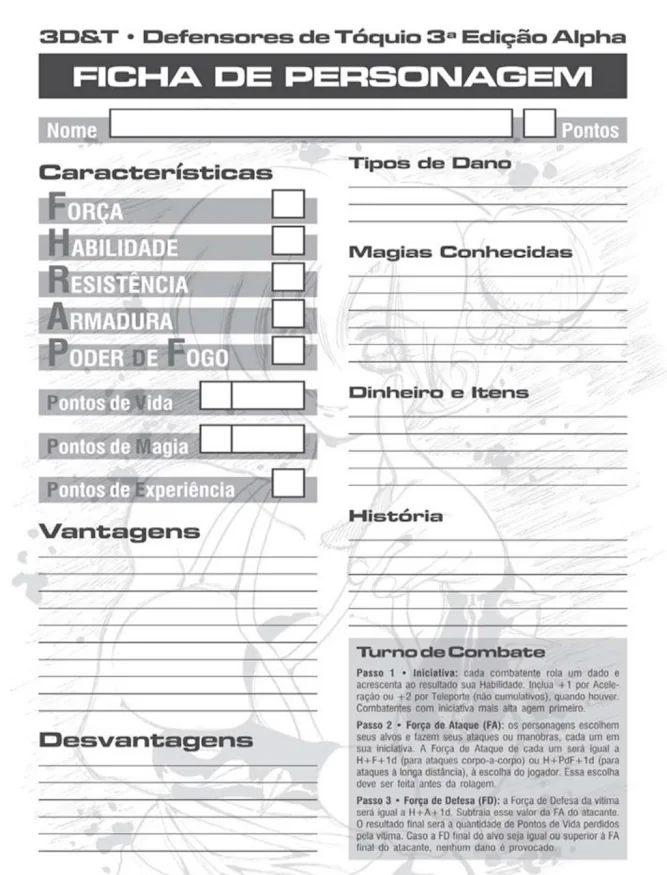 3D&T • Defensores de Tóquio 3ª Edição Alpha
FICHA DE PERSONAGEM
Nome
Pontos
Características
FORÇA
HABILIDADE
RESISTÊNCIA
ARMADURA
PODER DE FOGO
Pontos de Vida
Pontos de Magia
Pontos de Experiência
Vantagens
Desvantagens
Tipos de Dano
Magias Conhecidas
Dinheiro e Itens
História
Turno de Combate
Passo 1 • Iniciativa: cada combatente rola um dado e
acrescenta ao resultado sua Habilidade. Inclua +1 por Acele-
ração ou +2 por Teleporte (não cumulativos), quando houver.
Combatentes com iniciativa mais alta agem primeiro.
Passo 2 • Força de Ataque (FA): os personagens escolhem
seus alvos e fazem seus ataques ou manobras, cada um em
sua iniciativa. A Força de Ataque de cada um será igual a
H+F+1d (para ataques corpo-a-corpo) ou H+PdF+1d (para
ataques à longa distância), à escolha do jogador. Essa escolha
deve ser feita antes da rolagem.
Passo 3 • Força de Defesa (FD): a Força de Defesa da vítima
será igual a H+A+1d. Subtraia esse valor da FA do atacante.
O resultado final será a quantidade de Pontos de Vida perdidos
pela vítima. Caso a FD final do alvo seja igual ou superior à FA
final do atacante, nenhum dano é provocado.